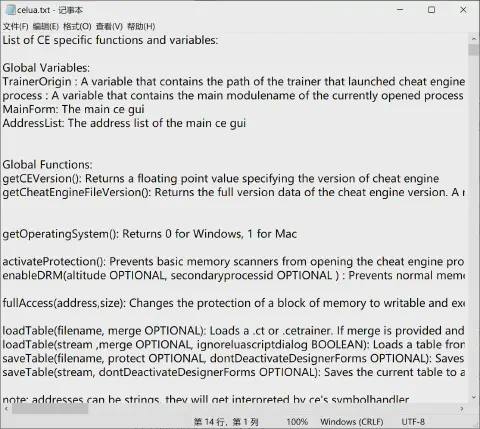 celua.txt - 记事本
文件(F) 编辑(E) 格式(O) 查看(V) 帮助(H)
List of CE specific functions and variables:
Global Variables:
TrainerOrigin : A variable that contains the path of the trainer that launched cheat engine
process : A variable that contains the main modulename of the currently opened process
MainForm: The main ce gui
AddressList: The address list of the main ce gui
Global Functions:
getCEVersion(): Returns a floating point value specifying the version of cheat engine
getCheatEngineFileVersion(): Returns the full version data of the cheat engine version. A
getOperatingSystem(): Returns 0 for Windows, 1 for Mac
activateProtection(): Prevents basic memory scanners from opening the cheat engine pro
enableDRM(altitude OPTIONAL, secondaryprocessid OPTIONAL ) : Prevents normal mem
fullAccess(address,size): Changes the protection of a block of memory to writable and exe
loadTable(filename, merge OPTIONAL): Loads a .ct or .cetrainer. If merge is provided and
loadTable(stream ,merge OPTIONAL, ignoreluascriptdialog BOOLEAN): Loads a table from
saveTable(filename, protect OPTIONAL, dontDeactivateDesignerForms OPTIONAL): Saves
saveTable(stream, dontDeactivateDesignerForms OPTIONAL): Saves the current table to a
note: addresses can be strings, they will get interpreted by ce's symbolhandler
第 14 行，第 1 列 100% Windows (CRLF) UTF-8